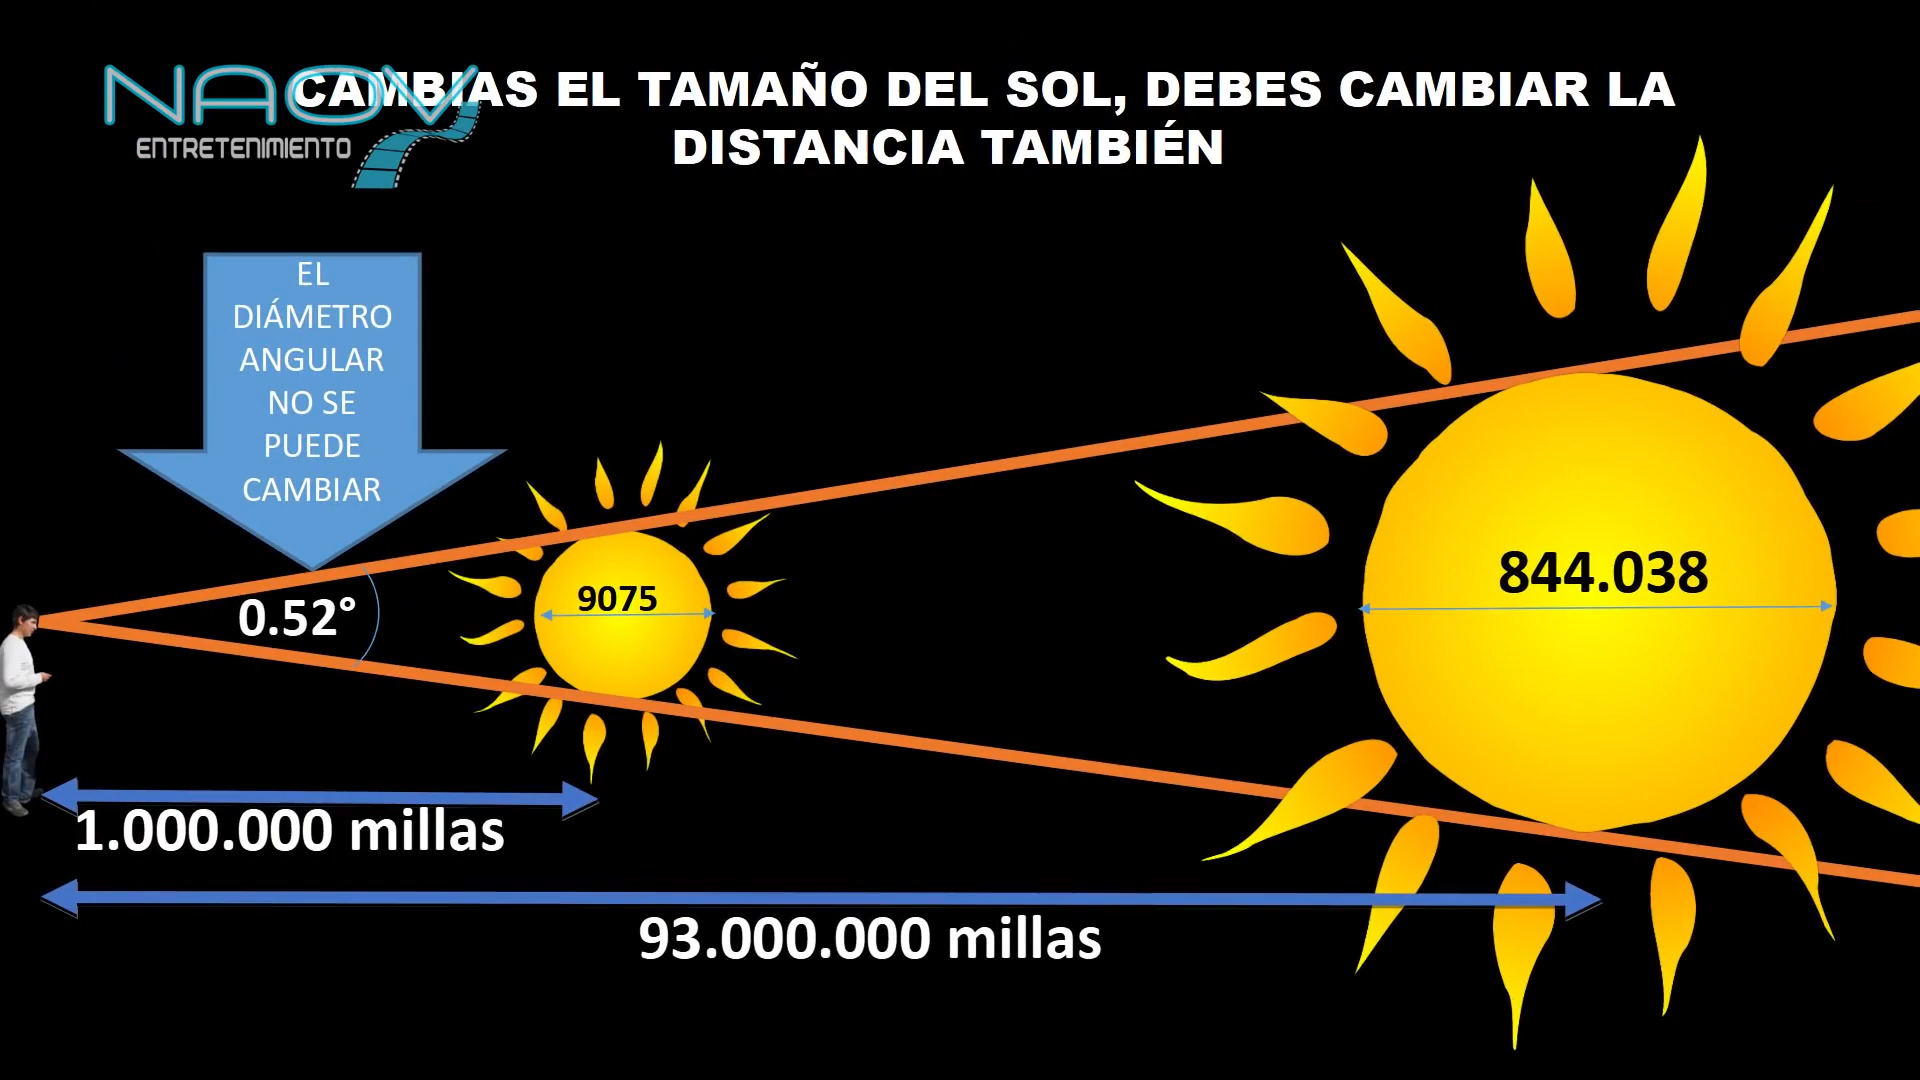 NAOV
ENTRETENIMIENTO
CAMBIAS EL TAMAÑO DEL SOL, DEBES CAMBIAR LA
DISTANCIA TAMBIÉN
EL
DIÁMETRO
ANGULAR
NO SE
PUEDE
CAMBIAR
0.52°
9075
844.038
1.000.000 millas
93.000.000 millas